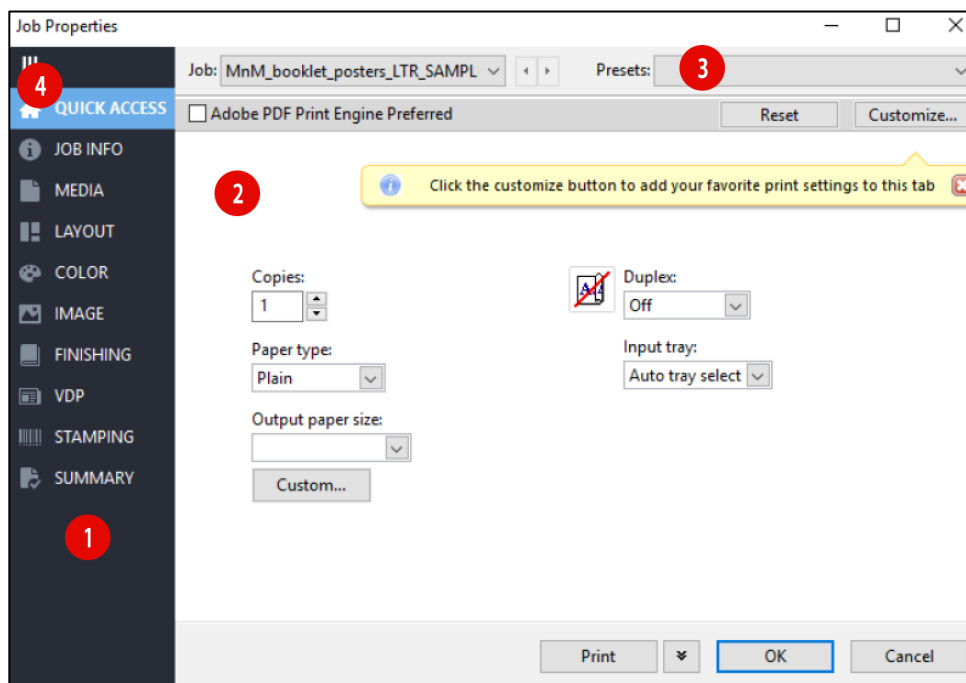 Job Properties
Job: MnM_booklet_posters_LTR_SAMPL
Presets: 3
4
QUICK ACCESS
Adobe PDF Print Engine Preferred
Reset
Customize...
JOB INFO
MEDIA
LAYOUT
COLOR
IMAGE
FINISHING
VDP
STAMPING
SUMMARY
1
2
Click the customize button to add your favorite print settings to this tab
Copies:
1
Duplex:
Off
Paper type:
Plain
Input tray:
Auto tray select
Output paper size:
Custom...
Print
OK
Cancel